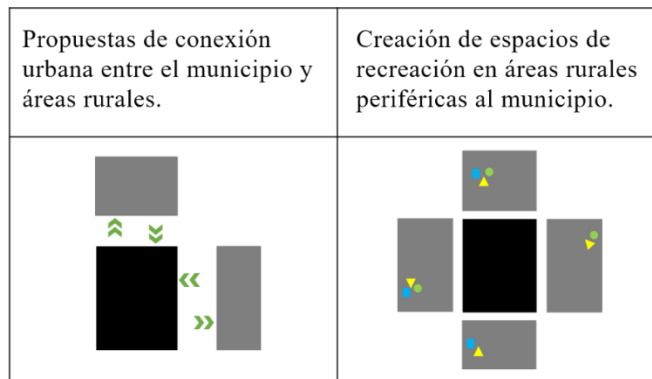 Propuestas de conexión
urbana entre el municipio y
áreas rurales.
Creación de espacios de
recreación en áreas rurales
periféricas al municipio.